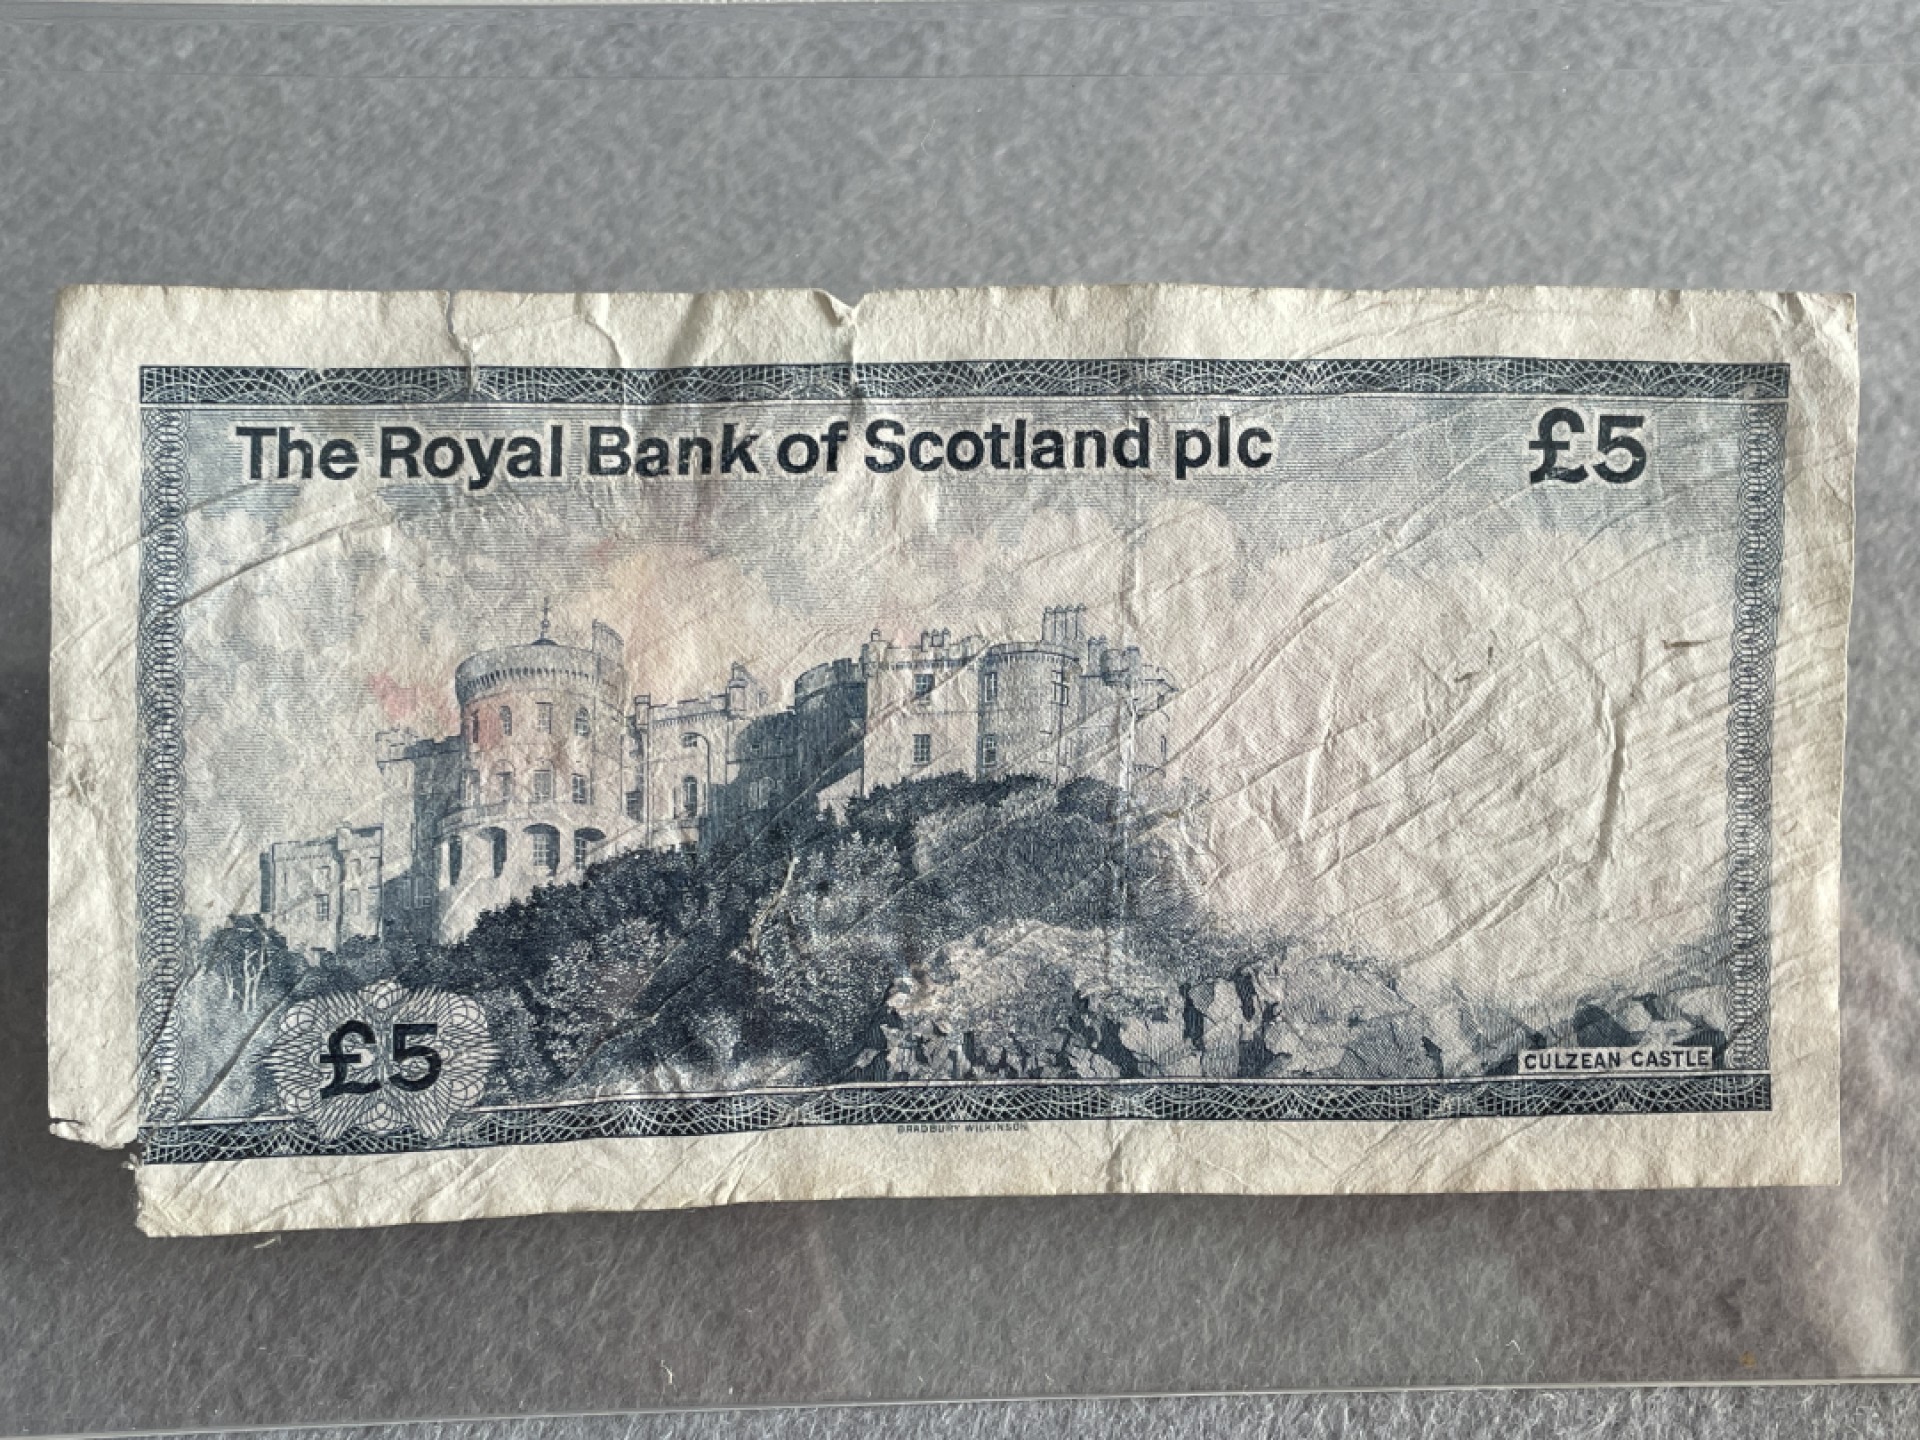 The Royal Bank of Scotland plc £5
£5
CULZEAN CASTLE
BRADBURY WILKINSON